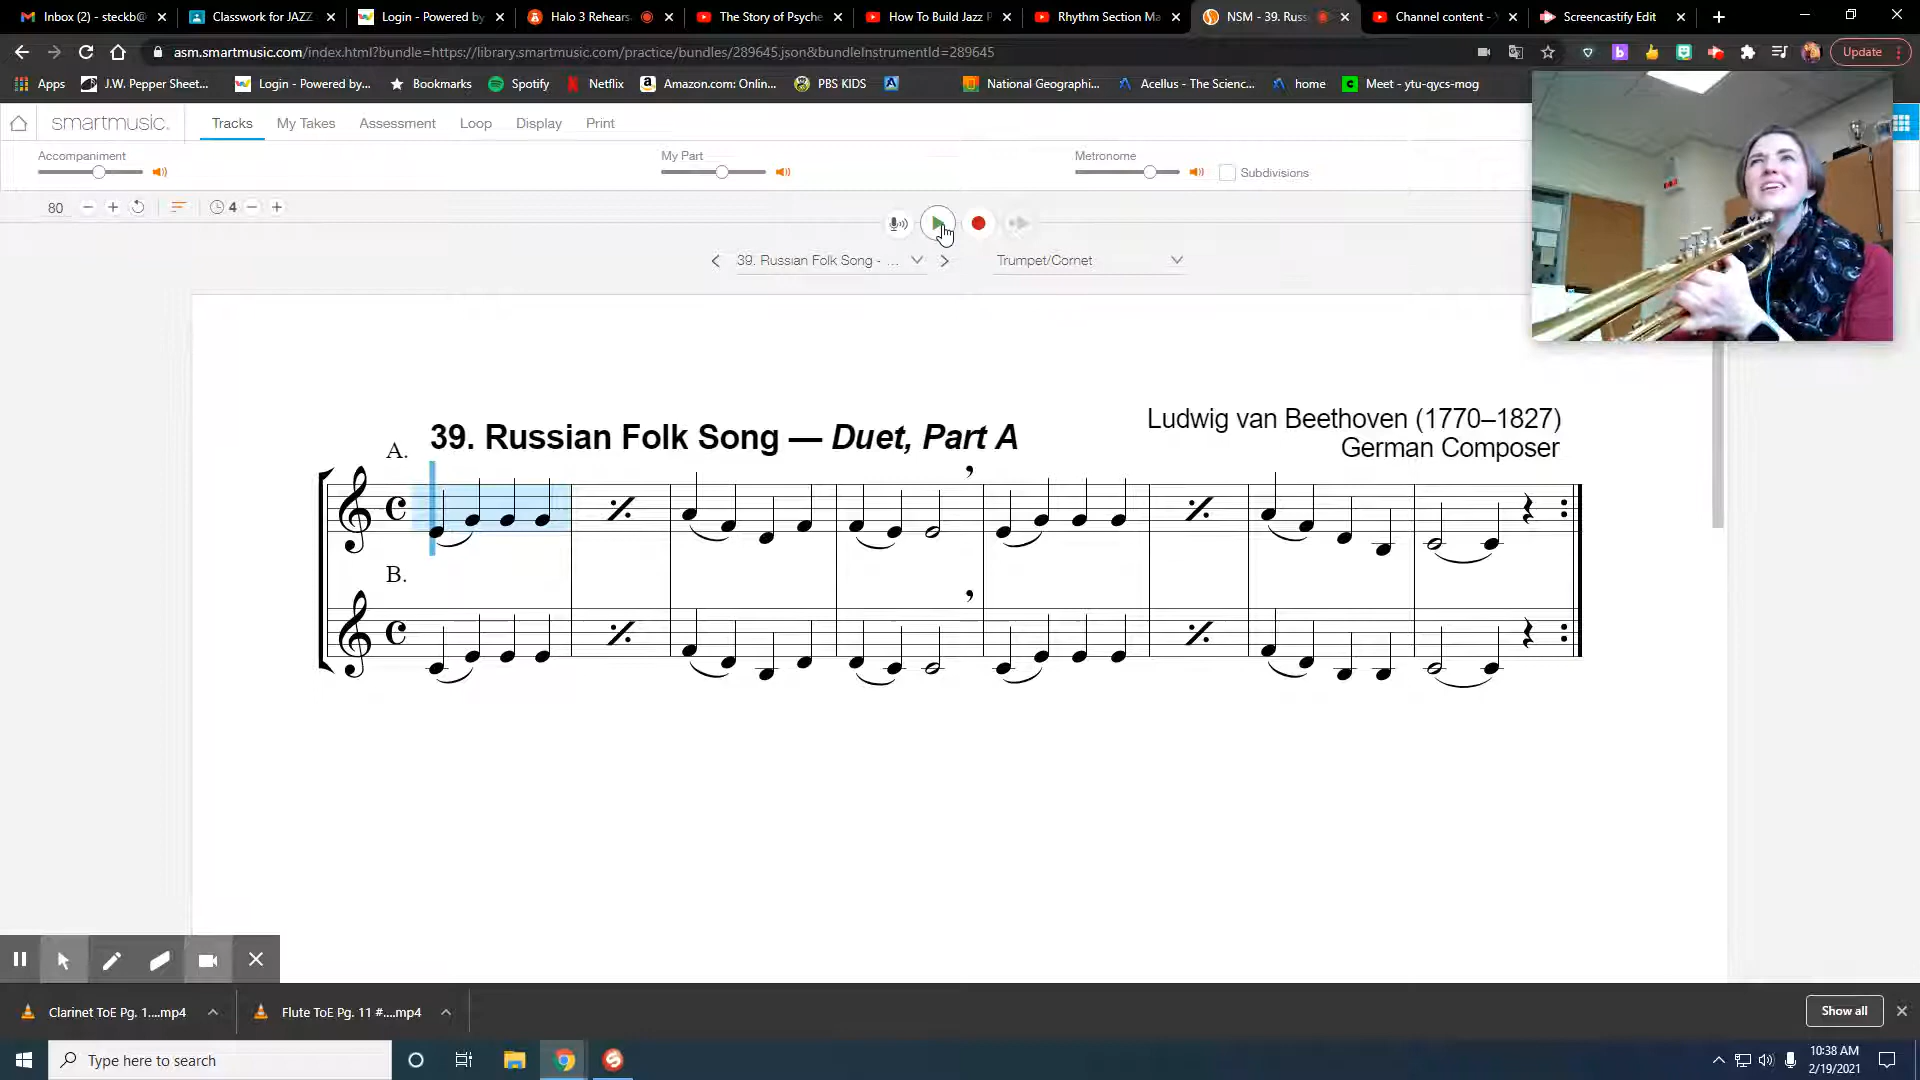 Inbox (2) - steckb@
Classwork for JAZZ
Login - Powered by
Halo 3 Rehears
The Story of Psyche
How To Build Jazz P
Rhythm Section Ma
NSM - 39. Russ
Channel content - Y
Screencastify Edit
asm.smartmusic.com/index.html?bundle=https://library.smartmusic.com/practice/bundles/289645.json&bundleInstrumentId=289645
Update
Apps
J.W. Pepper Sheet...
Login - Powered by...
Bookmarks
Spotify
Netflix
Amazon.com: Onlin...
PBS KIDS
National Geographi...
Acellus - The Scienc...
home
Meet - ytu-qycs-mog
smartmusic.
Tracks
My Takes
Assessment
Loop
Display
Print
Accompaniment
My Part
Metronome
Subdivisions
80
4
39. Russian Folk Song - ...
Trumpet/Cornet
39. Russian Folk Song — Duet, Part A
Ludwig van Beethoven (1770–1827)
German Composer
A.
B.
Clarinet ToE Pg. 1....mp4
Flute ToE Pg. 11 #....mp4
Show all
Type here to search
10:38 AM
2/19/2021